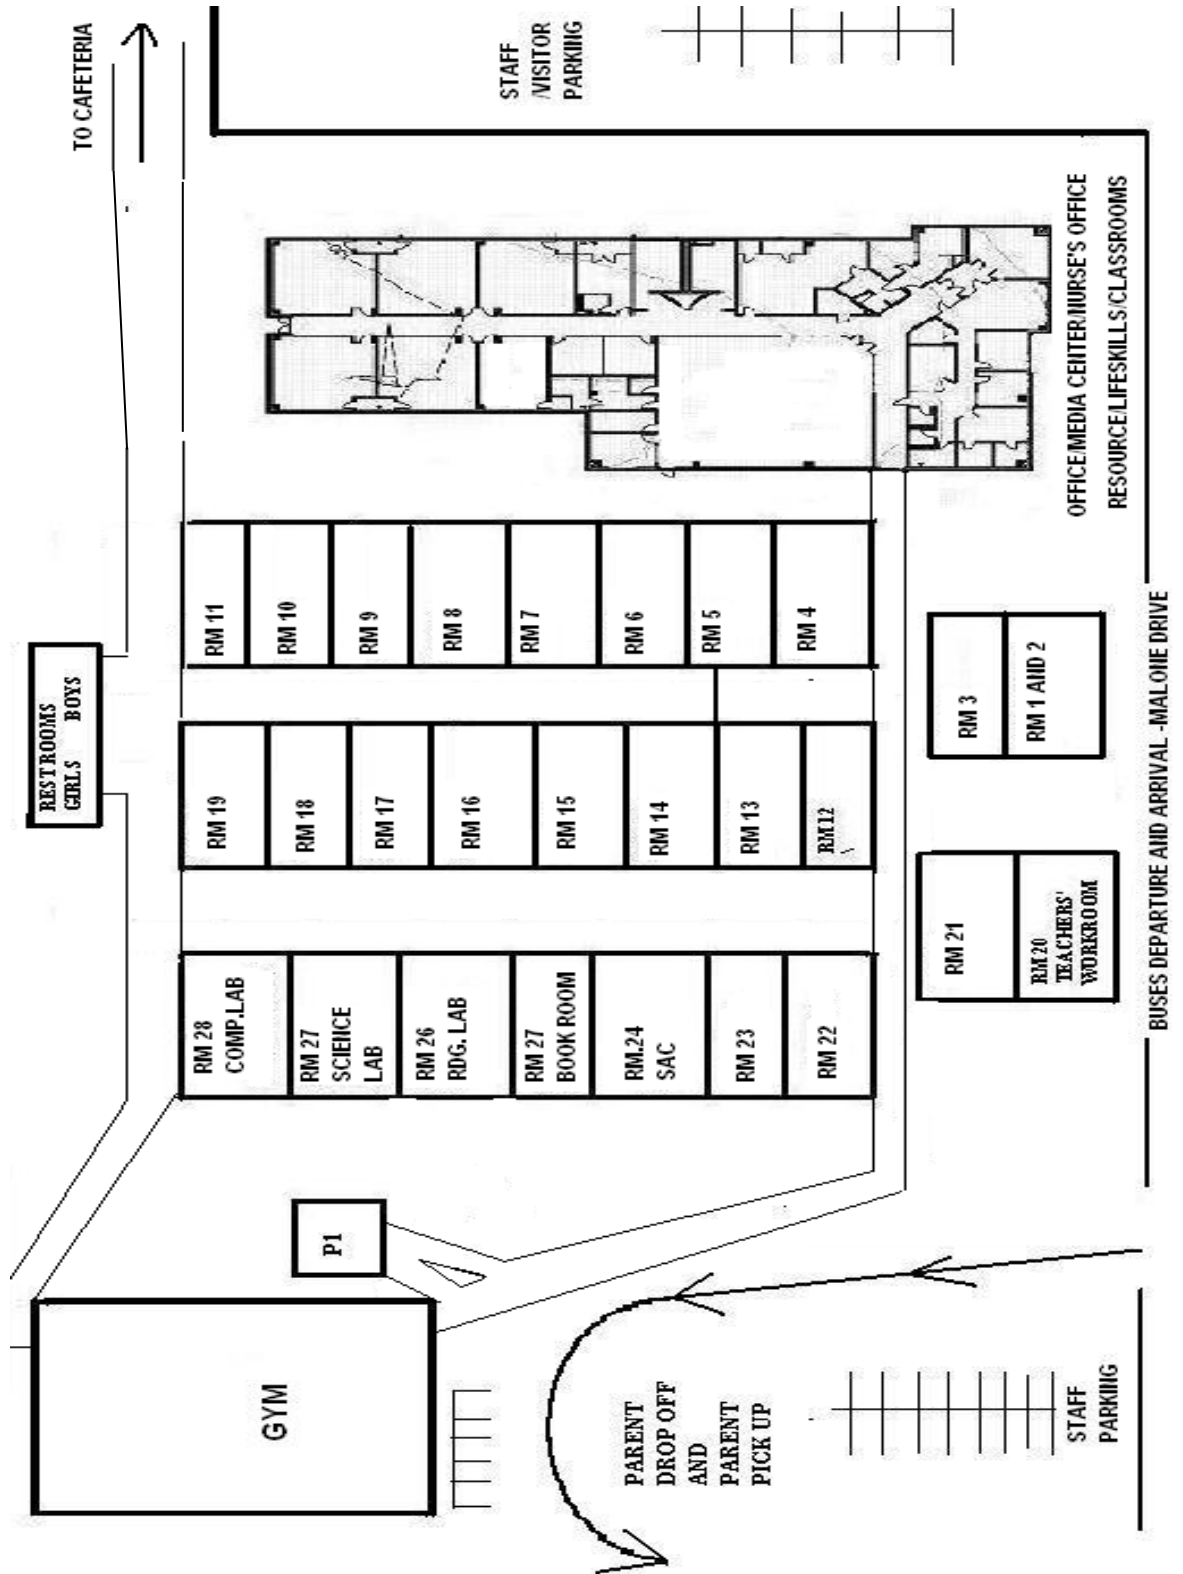 TO CAFETERIA
STAFF
/VISITOR
PARKING
OFFICE/MEDIA CENTER/NURSE'S OFFICE
RESOURCE/LIFESKILLS/CLASSROOMS
RESTROOMS
GIRLS BOYS
RM 11
RM 10
RM 9
RM 8
RM 7
RM 6
RM 5
RM 4
RM 3
RM 1 AND 2
RM 19
RM 18
RM 17
RM 16
RM 15
RM 14
RM 13
RM12
RM 21
RM 20
TEACHERS'
WORKROOM
RM 28
COMP.LAB
RM 27
SCIENCE
LAB
RM 26
RDG. LAB
RM 27
BOOK ROOM
RM.24
SAC
RM 23
RM 22
BUSES DEPARTURE AND ARRIVAL -MALONE DRIVE
P1
GYM
PARENT
DROP OFF
AND
PARENT
PICK UP
STAFF
PARKING